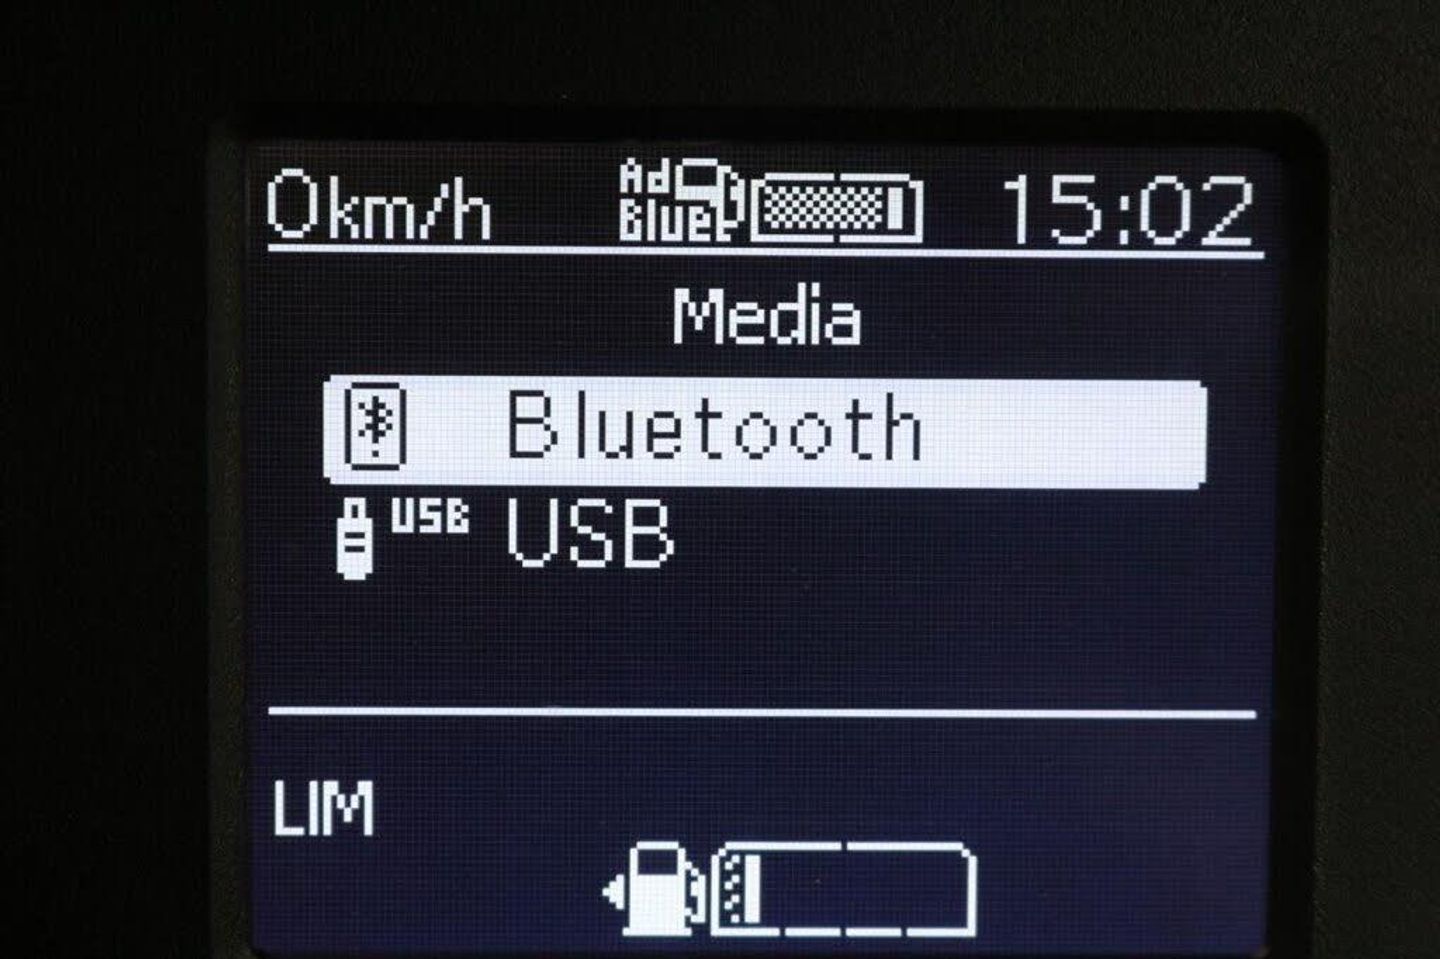 0km/h Ad Blue 15:02
Media
Bluetooth
USB USB
LIM